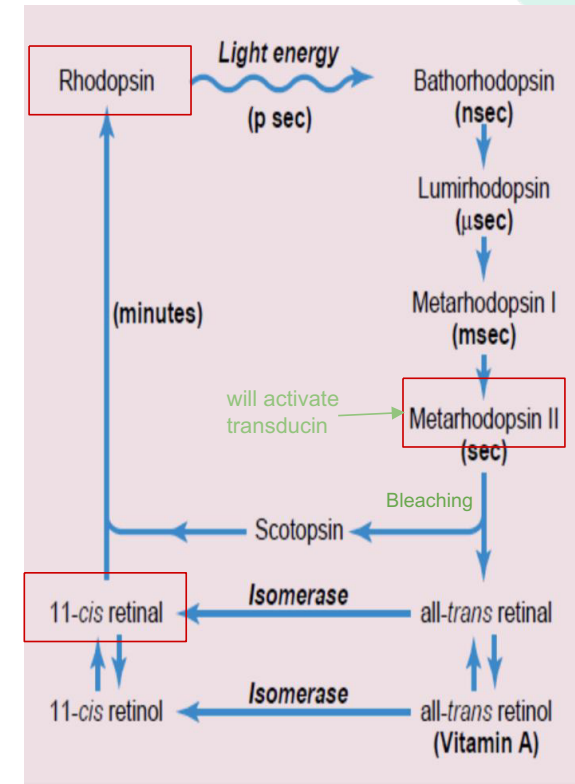 Light energy
Rhodopsin
(p sec)
Bathorhodopsin
(nsec)
Lumirhodopsin
(μsec)
(minutes)
Metarhodopsin I
(msec)
will activate
transducin
Metarhodopsin II
(sec)
Bleaching
Scotopsin
11-cis retinal
Isomerase
all-trans retinal
11-cis retinol
Isomerase
all-trans retinol
(Vitamin A)